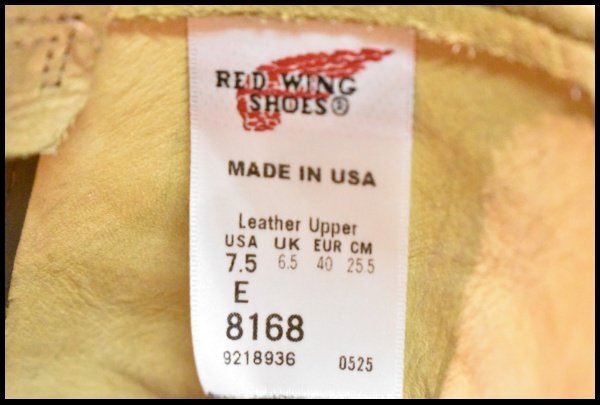 RED WING
SHOES®
MADE IN USA
Leather Upper
USA UK EUR CM
7.5 6.5 40 25.5
E
8168
9218936 0525